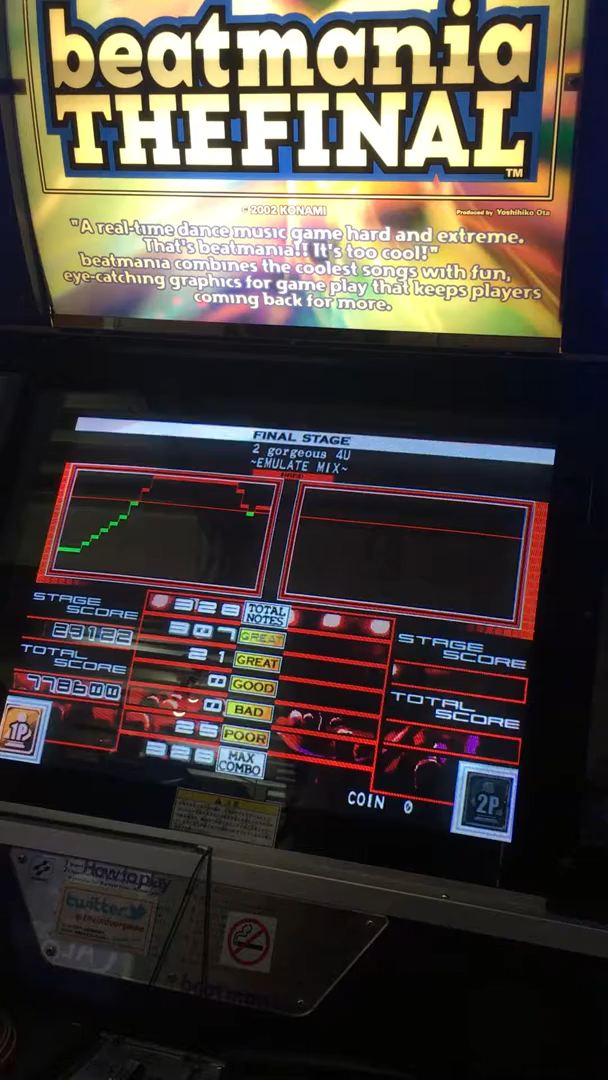 beatmania
THE FINAL
TM
©2002 KONAMI
Produced by Yoshihiko Ota
"A real-time dance music game hard and extreme.
That's beatmania!! It's too cool!"
beatmania combines the coolest songs with fun,
eye-catching graphics for game play that keeps players
coming back for more.
FINAL STAGE
2 gorgeous 4U
~EMULATE MIX~
STAGE
SCORE
TOTAL
SCORE
328
TOTAL
NOTES
307
GREAT
21
GREAT
0
GOOD
0
BAD
POOR
328
MAX
COMBO
STAGE
SCORE
TOTAL
SCORE
1P
2P
COIN 0
How to play
twitter